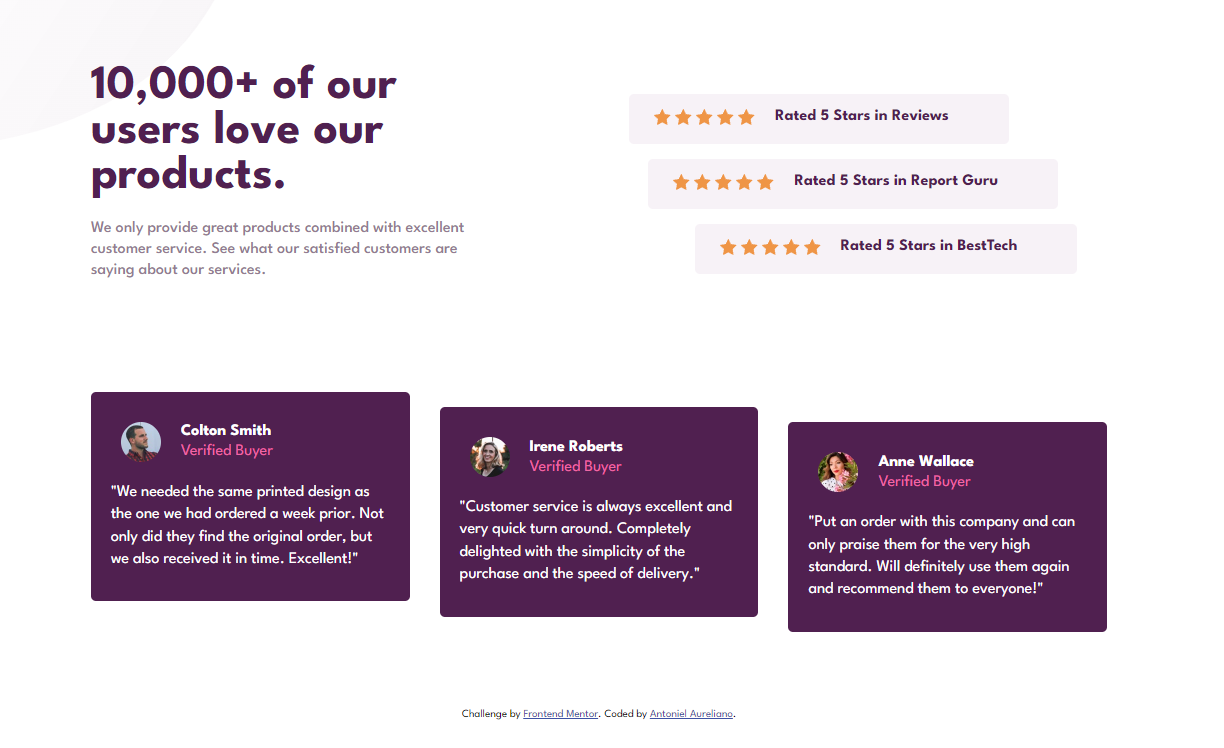 10,000+ of our
users love our
products.
We only provide great products combined with excellent
customer service. See what our satisfied customers are
saying about our services.
Rated 5 Stars in Reviews
Rated 5 Stars in Report Guru
Rated 5 Stars in BestTech
Colton Smith
Verified Buyer
"We needed the same printed design as
the one we had ordered a week prior. Not
only did they find the original order, but
we also received it in time. Excellent!"
Irene Roberts
Verified Buyer
"Customer service is always excellent and
very quick turn around. Completely
delighted with the simplicity of the
purchase and the speed of delivery."
Anne Wallace
Verified Buyer
"Put an order with this company and can
only praise them for the very high
standard. Will definitely use them again
and recommend them to everyone!"
Challenge by Frontend Mentor. Coded by Antoniel Aureliano.